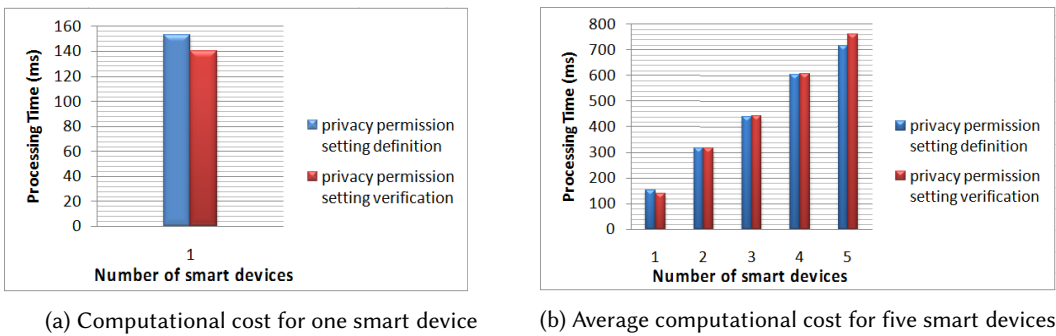 160
140
120
100
80
60
40
20
0
Processing Time (ms)
1
Number of smart devices
privacy permission
setting definition
privacy permission
setting verification
(a) Computational cost for one smart device
800
700
600
500
400
300
200
100
0
Processing Time (ms)
1 2 3 4 5
Number of smart devices
privacy permission
setting definition
privacy permission
setting verification
(b) Average computational cost for five smart devices